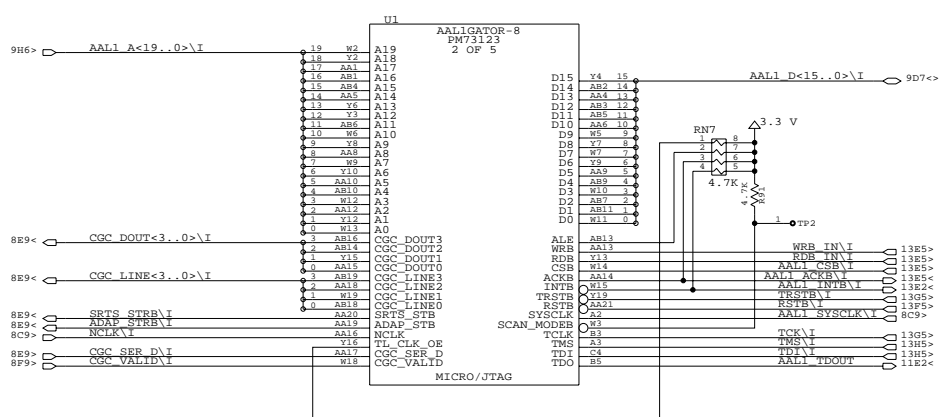 U1
AAL1GATOR-8
PM73123
2 OF 5
9H6> AAL1_A<19..0>\I
19 W2 A19
18 Y2 A18
17 AA1 A17
16 AB1 A16
15 AB4 A15
14 AA5 A14
13 Y6 A13
12 Y3 A12
11 AB6 A11
10 W6 A10
9 Y8 A9
8 AA8 A8
7 W9 A7
6 Y10 A6
5 AA10 A5
4 AB10 A4
3 W12 A3
2 AA12 A2
1 Y12 A1
0 W13 A0
8E9< CGC_DOUT<3..0>\I
3 AB16 CGC_DOUT3
2 AB14 CGC_DOUT2
1 Y15 CGC_DOUT1
0 AA15 CGC_DOUT0
8E9< CGC_LINE<3..0>\I
3 AB19 CGC_LINE3
2 AA18 CGC_LINE2
1 W19 CGC_LINE1
0 AB18 CGC_LINE0
8E9< SRTS_STRB\I AA20 SRTS_STB
8E9< ADAP_STRB\I AA19 ADAP_STB
8C9> NCLK\I AA16 NCLK
Y16 TL_CLK_OE
8E9> CGC_SER_D\I AA17 CGC_SER_D
8F9> CGC_VALID\I W18 CGC_VALID
D15 Y4 15 AAL1_D<15..0>\I 9D7<>
D14 AB2 14
D13 AA4 13
D12 AB3 12
D11 AB5 11
D10 AA6 10
D9 W5 9
D8 Y7 8
D7 W7 7
D6 Y9 6
D5 AA9 5
D4 AB9 4
D3 W10 3
D2 AB7 2
D1 AB11 1
D0 W11 0
3.3 V
RN7
1 8
2 7
3 6
4 5
4.7K
4.7K
R91
1 TP2
ALE AB13
WRB AA13 WRB_IN\I 13E5>
RDB Y13 RDB_IN\I 13E5>
CSB W14 AAL1_CSB\I 13E5>
ACKB AA14 AAL1_ACKB\I 13E5<
INTB W15 AAL1_INTB\I 13E2<
TRSTB Y19 TRSTB\I 13G5>
RSTB AA21 RSTB\I 13F5>
SYSCLK A2 AAL1_SYSCLK\I 8C9>
SCAN_MODEB W3
TCLK B3 TCK\I 13G5>
TMS A3 TMS\I 13H5>
TDI C4 TDI\I 13H5>
TDO B5 AAL1_TDOUT 11E2<
MICRO/JTAG